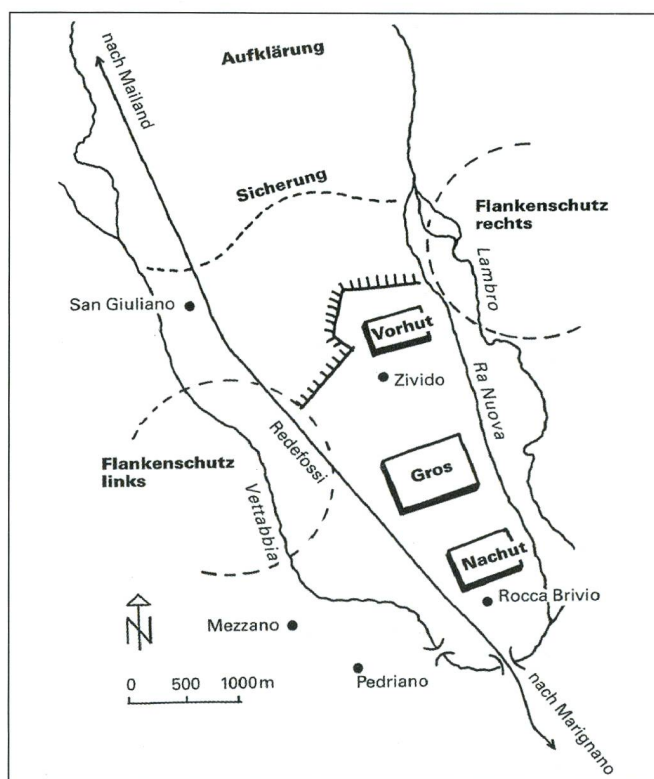 nach Mailand
Aufklärung
Sicherung
Flankenschutz
rechts
Lambro
San Giuliano
Vorhut
Zivido
Ra Nuova
Redefossi
Flankenschutz
links
Vettabbia
Gros
Nachut
Rocca Brivio
N
Mezzano
Pedriano
0 500 1000 m
nach Marignano